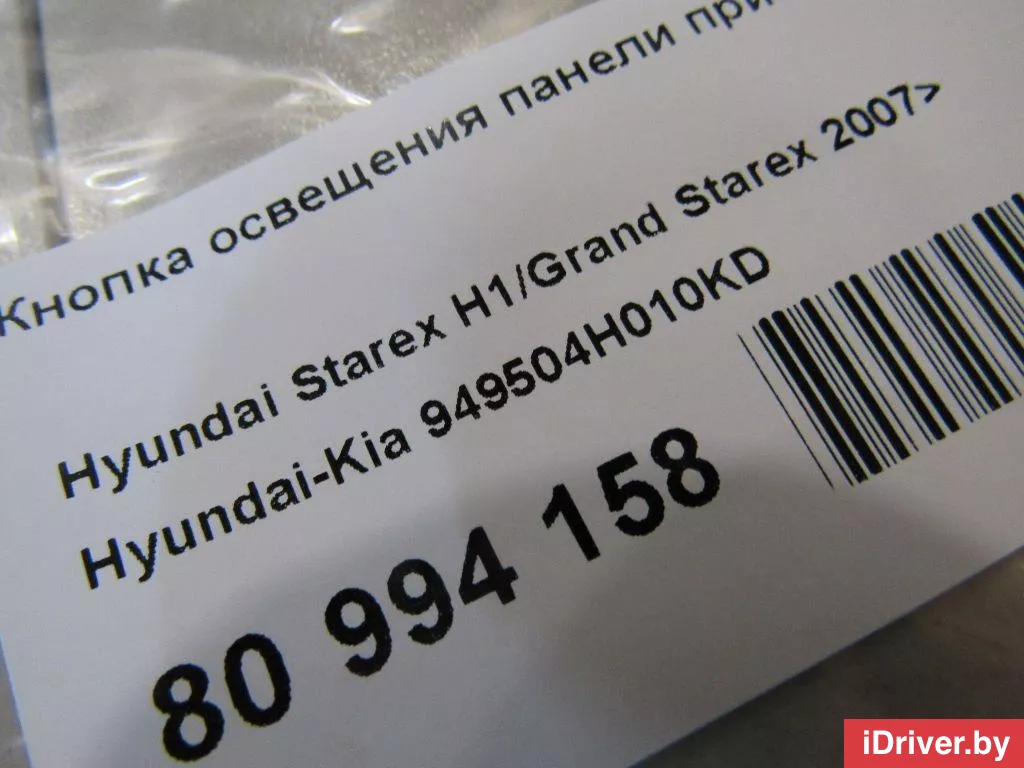 Кнопка освещения панели при
Hyundai Starex H1/Grand Starex 2007>
Hyundai-Kia 949504H010KD
80 994 158
iDriver.by